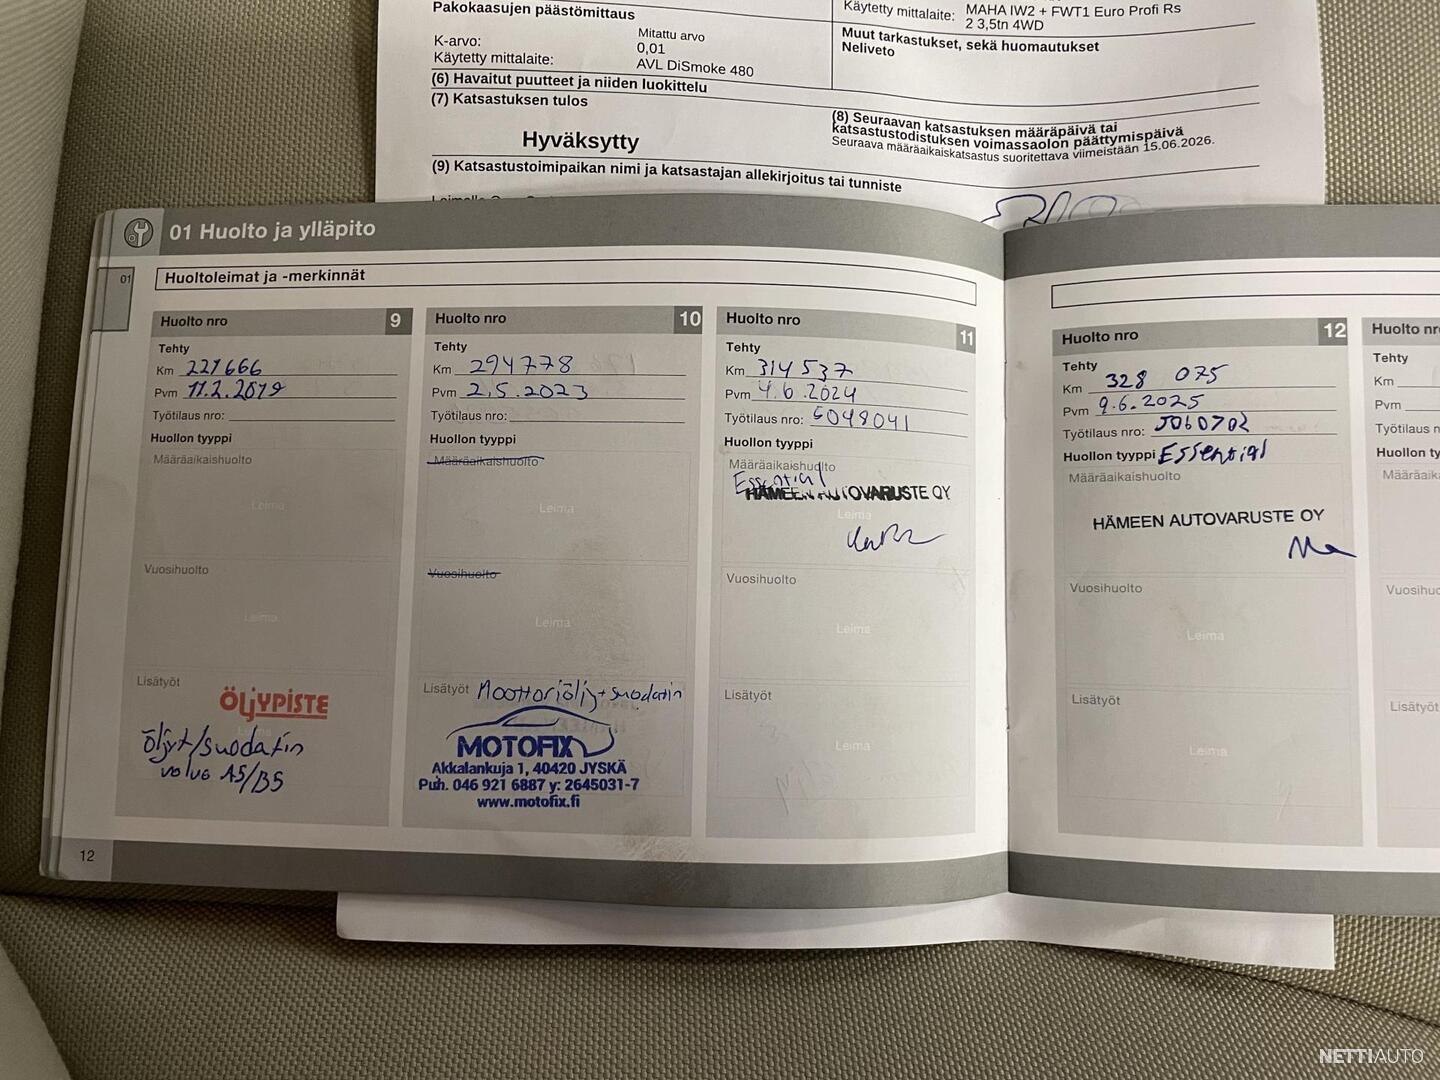 Pakokaasujen päästömittaus
K-arvo:
Mitattu arvo
0,01
Käytetty mittalaite:
AVL DiSmoke 480
Käytetty mittalaite:
MAHA IW2 + FWT1 Euro Profi Rs
2 3,5tn 4WD
Muut tarkastukset, sekä huomautukset
Neliveto
(6) Havaitut puutteet ja niiden luokittelu
(7) Katsastuksen tulos
Hyväksytty
(8) Seuraavan katsastuksen määräpäivä tai
katsastustodistuksen voimassaolon päättymispäivä
Seuraava määräaikaiskatsastus suoritettava viimeistään 15.06.2026.
(9) Katsastustoimipaikan nimi ja katsastajan allekirjoitus tai tunniste
01 Huolto ja ylläpito
01
Huoltoleimat ja -merkinnät
Huolto nro 9
Tehty
Km 221666
Pvm 11.2.2019
Työtilaus nro:
Huollon tyyppi
Määräaikaishuolto
Leima
Vuosihuolto
Leima
Lisätyöt
ÖLJYPISTE
öljyt/suodatin
volvo A5/B5
Huolto nro 10
Tehty
Km 294778
Pvm 2.5.2023
Työtilaus nro:
Huollon tyyppi
Määräaikaishuolto
Leima
Vuosihuolto
Leima
Lisätyöt Moottoriöljy+suodatin
MOTOFIX
Akkalankuja 1, 40420 JYSKÄ
Puh. 046 921 6887 y: 2645031-7
www.motofix.fi
Huolto nro 11
Tehty
Km 314537
Pvm 4.6.2024
Työtilaus nro: 5048041
Huollon tyyppi
Määräaikaishuolto
Essential
HÄMEEN AUTOVARUSTE OY
Leima
Vuosihuolto
Leima
Lisätyöt
Leima
Huolto nro 12
Tehty
Km 328 075
Pvm 9.6.2025
Työtilaus nro: 5060702
Huollon tyyppi Essential
Määräaikaishuolto
HÄMEEN AUTOVARUSTE OY
Vuosihuolto
Leima
Lisätyöt
Leima
Huolto nr
Tehty
Km
Pvm
Työtilaus n
Huollon ty
Määräaika
Vuosihuo
Lisätyöt
12
NETTIAUTO